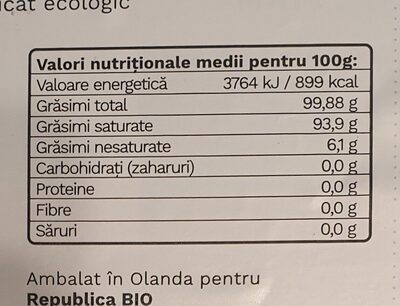 ecologic
Valori nutriționale medii pentru 100g:
Valoare energetică 3764 kJ / 899 kcal
Grăsimi total 99,88 g
Grăsimi saturate 93,9 g
Grăsimi nesaturate 6,1 g
Carbohidrați (zaharuri) 0,0 g
Proteine 0,0 g
Fibre 0,0 g
Săruri 0,0 g
Ambalat în Olanda pentru
Republica BIO